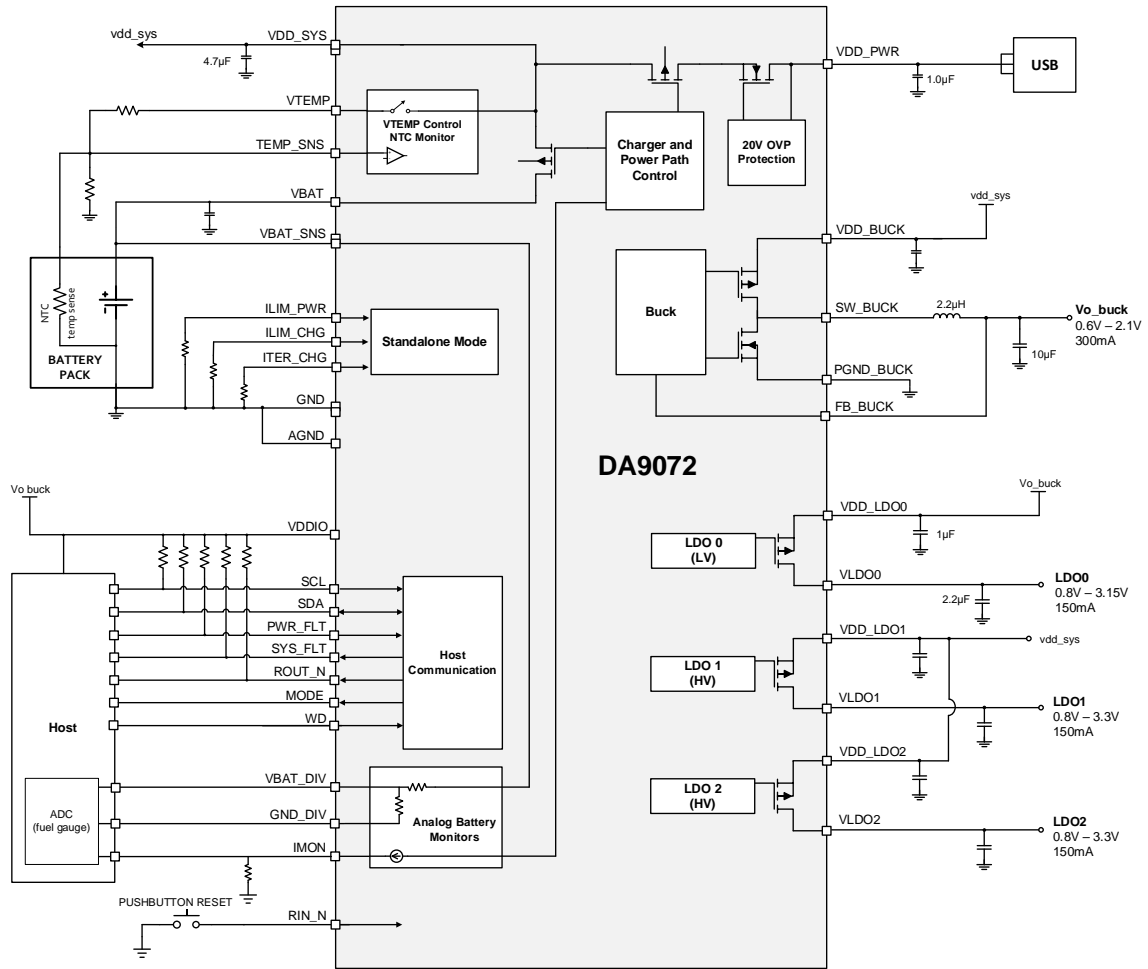 vdd_sys
VDD_SYS
4.7µF
VTEMP
TEMP_SNS
VBAT
VBAT_SNS
VTEMP Control
NTC Monitor
Charger and
Power Path
Control
20V OVP
Protection
VDD_PWR
1.0µF
USB
vdd_sys
VDD_BUCK
Buck
SW_BUCK
2.2µH
Vo_buck
0.6V – 2.1V
300mA
10µF
PGND_BUCK
FB_BUCK
NTC
temp sense
+
-
BATTERY
PACK
ILIM_PWR
ILIM_CHG
ITER_CHG
Standalone Mode
GND
AGND
DA9072
Vo buck
VDDIO
SCL
SDA
PWR_FLT
SYS_FLT
ROUT_N
MODE
WD
Host
Communication
Host
ADC
(fuel gauge)
VBAT_DIV
GND_DIV
IMON
Analog Battery
Monitors
PUSHBUTTON RESET
RIN_N
Vo_buck
VDD_LDO0
1µF
LDO 0
(LV)
VLDO0
2.2µF
LDO0
0.8V – 3.15V
150mA
VDD_LDO1
vdd_sys
LDO 1
(HV)
VLDO1
LDO1
0.8V – 3.3V
150mA
VDD_LDO2
LDO 2
(HV)
VLDO2
LDO2
0.8V – 3.3V
150mA